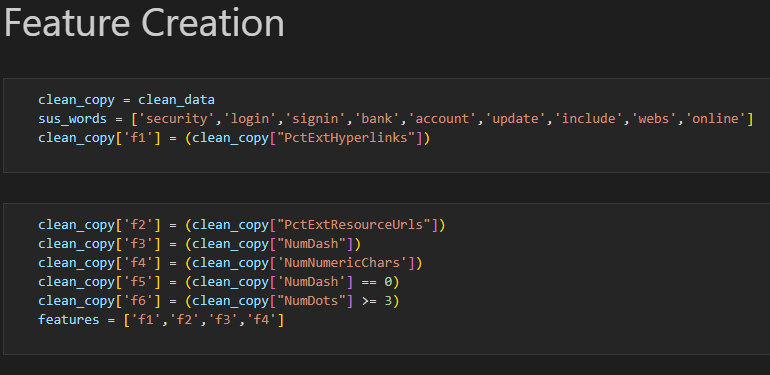 Feature Creation
clean_copy = clean_data
sus_words = ['security','login','signin','bank','account','update','include','webs','online']
clean_copy['f1'] = (clean_copy["PctExtHyperlinks"])
clean_copy['f2'] = (clean_copy["PctExtResourceUrls"])
clean_copy['f3'] = (clean_copy["NumDash"])
clean_copy['f4'] = (clean_copy['NumNumericChars'])
clean_copy['f5'] = (clean_copy['NumDash'] == 0)
clean_copy['f6'] = (clean_copy["NumDots"] >= 3)
features = ['f1','f2','f3','f4']